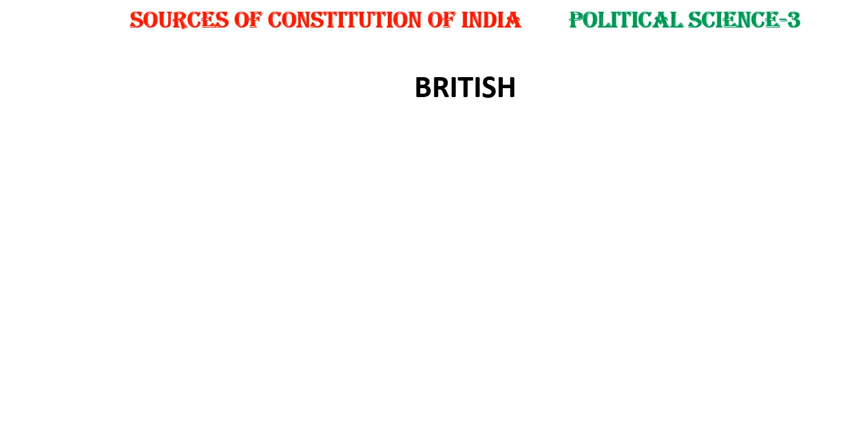 SOURCES OF CONSTITUTION OF INDIA POLITICAL SCIENCE-3
BRITISH